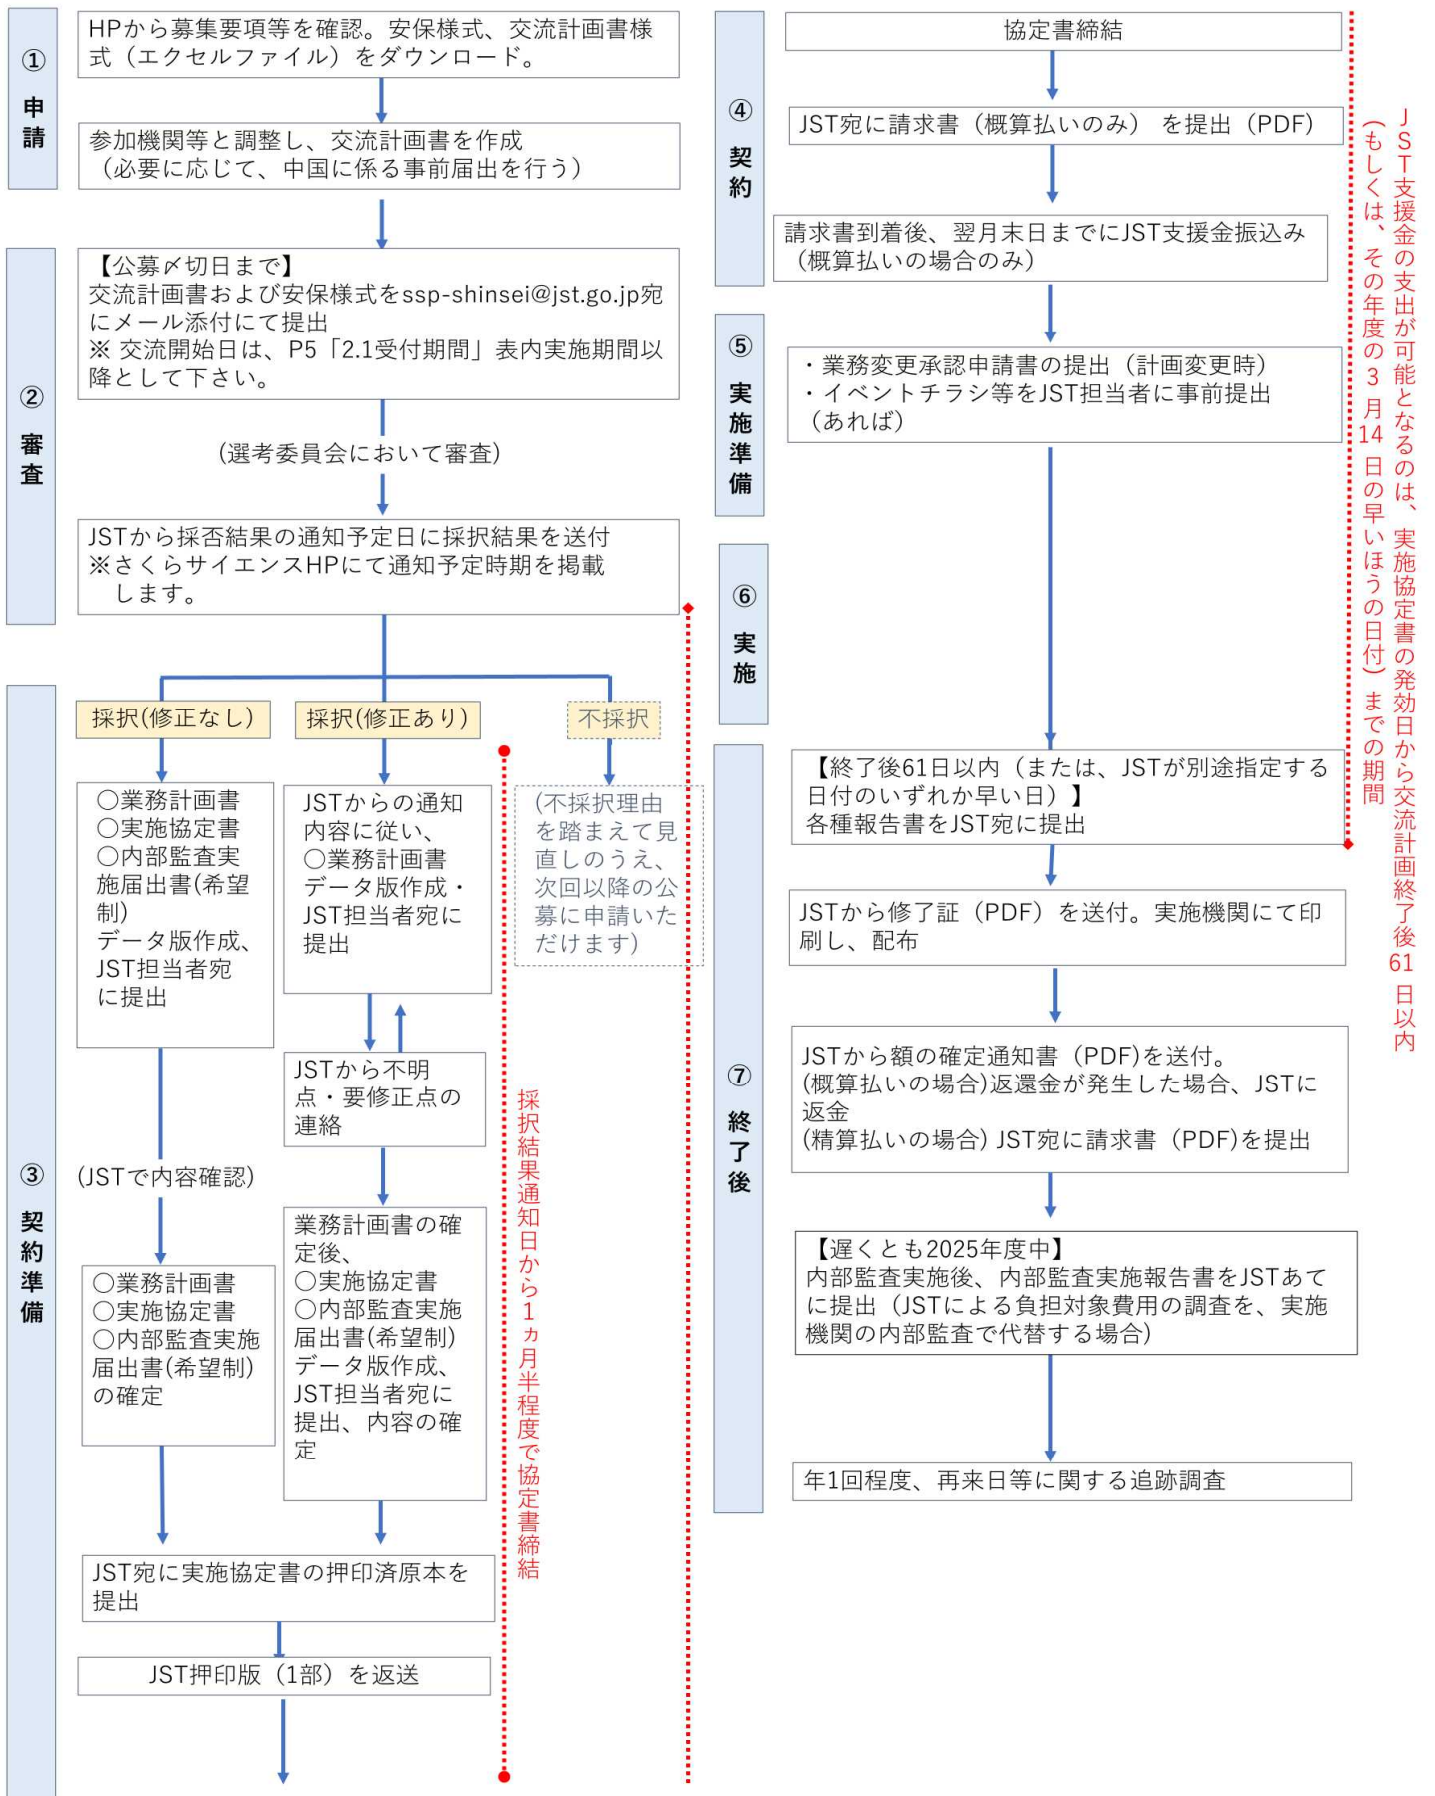 ① 申請
HPから募集要項等を確認。安保様式、交流計画書様
式（エクセルファイル）をダウンロード。
参加機関等と調整し、交流計画書を作成
（必要に応じて、中国に係る事前届出を行う）
② 審査
【公募〆切日まで】
交流計画書および安保様式をssp-shinsei@jst.go.jp宛
にメール添付にて提出
※ 交流開始日は、P5「2.1受付期間」表内実施期間以
降として下さい。
(選考委員会において審査)
JSTから採否結果の通知予定日に採択結果を送付
※さくらサイエンスHPにて通知予定時期を掲載
します。
③ 契約準備
採択(修正なし)
○業務計画書
○実施協定書
○内部監査実
施届出書(希望
制)
データ版作成、
JST担当者宛
に提出
(JSTで内容確認)
○業務計画書
○実施協定書
○内部監査実施
届出書(希望制)
の確定
採択(修正あり)
JSTからの通知
内容に従い、
○業務計画書
データ版作成・
JST担当者宛に
提出
JSTから不明
点・要修正点の
連絡
業務計画書の確
定後、
○実施協定書
○内部監査実施
届出書(希望制)
データ版作成、
JST担当者宛に
提出、内容の確
定
不採択
(不採択理由
を踏まえて見
直しのうえ、
次回以降の公
募に申請いた
だけます)
採択結果通知日から1ヵ月半程度で協定書締結
JST宛に実施協定書の押印済原本を
提出
JST押印版（1部）を返送
④ 契約
協定書締結
JST宛に請求書（概算払いのみ） を提出（PDF）
請求書到着後、翌月末日までにJST支援金振込み
（概算払いの場合のみ）
⑤ 実施準備
・業務変更承認申請書の提出（計画変更時）
・イベントチラシ等をJST担当者に事前提出
（あれば）
⑥ 実施
⑦ 終了後
【終了後61日以内（または、JSTが別途指定する
日付のいずれか早い日）】
各種報告書をJST宛に提出
JSTから修了証（PDF）を送付。実施機関にて印
刷し、配布
JSTから額の確定通知書（PDF)を送付。
(概算払いの場合)返還金が発生した場合、JSTに
返金
(精算払いの場合) JST宛に請求書（PDF)を提出
【遅くとも2025年度中】
内部監査実施後、内部監査実施報告書をJSTあて
に提出（JSTによる負担対象費用の調査を、実施
機関の内部監査で代替する場合）
年1回程度、再来日等に関する追跡調査
JST支援金の支出が可能となるのは、実施協定書の発効日から交流計画終了後61日以内
（もしくは、その年度の3月14日の早いほうの日付）までの期間